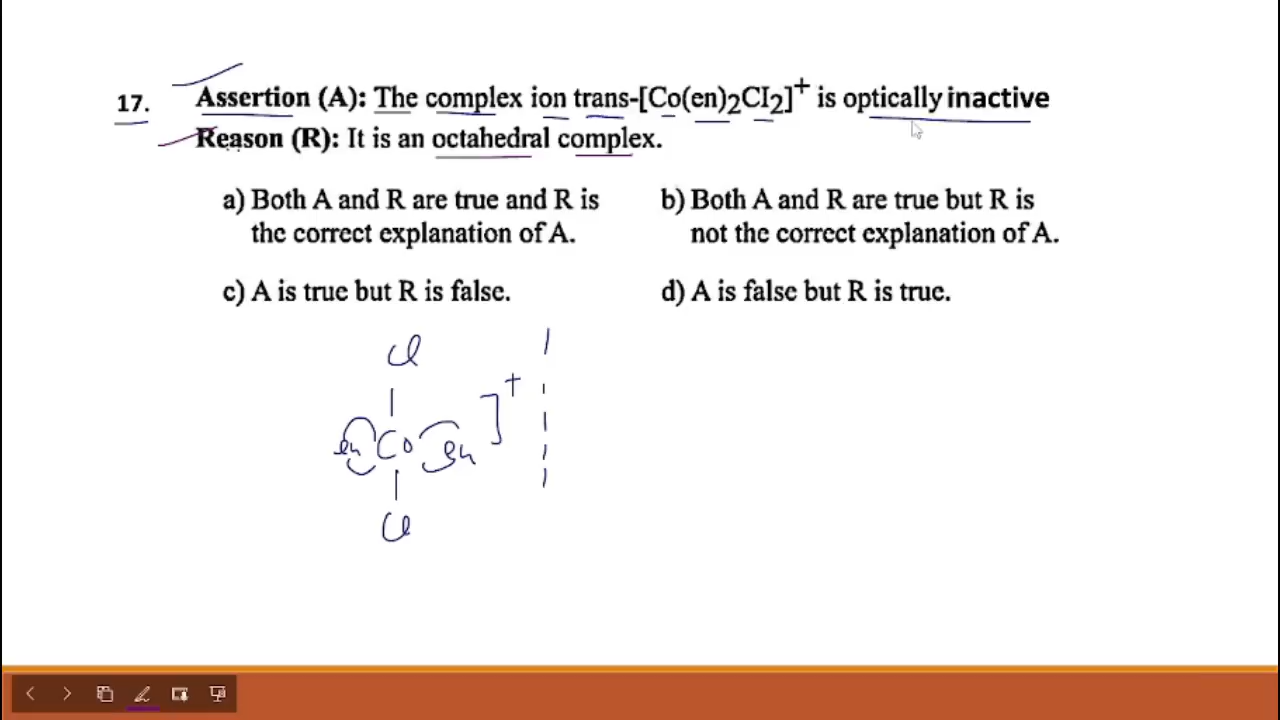 17. Assertion (A): The complex ion trans-[Co(en)2CI2]+ is optically inactive
Reason (R): It is an octahedral complex.
a) Both A and R are true and R is
the correct explanation of A.
b) Both A and R are true but R is
not the correct explanation of A.
c) A is true but R is false.
d) A is false but R is true.
Cl
en Co en ]+
Cl